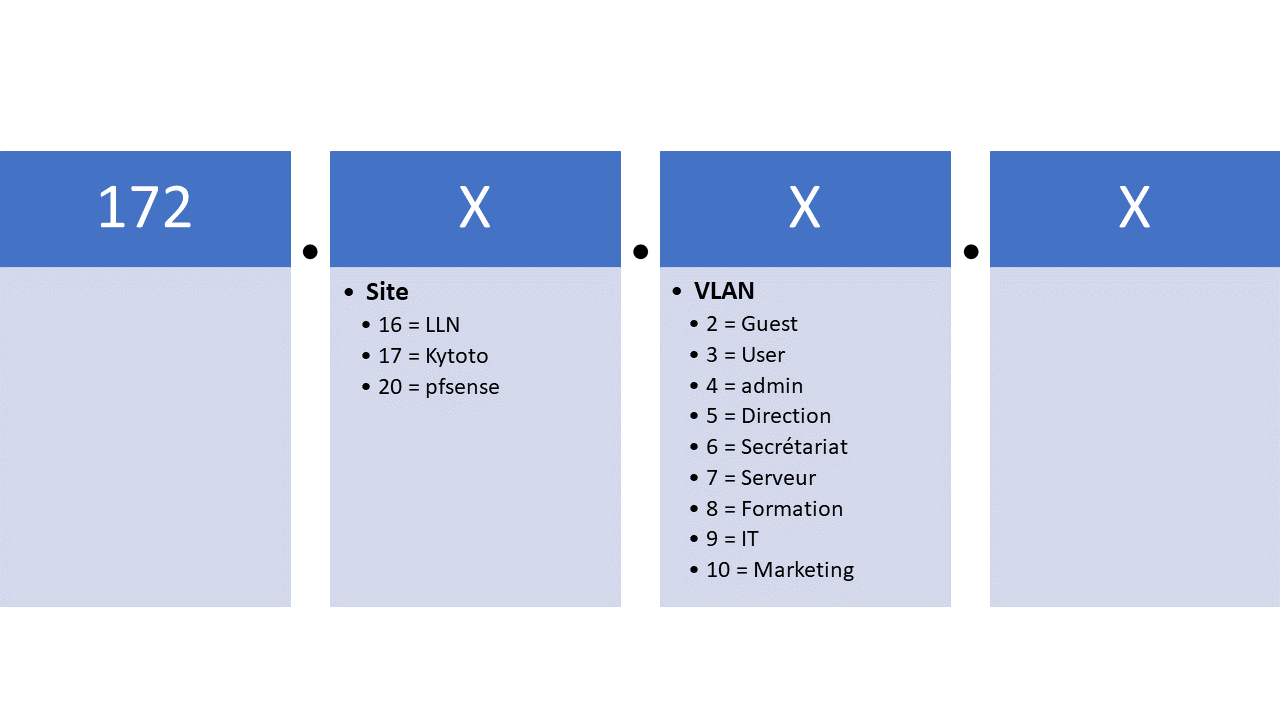 172
X
X
X
• Site
• 16 = LLN
• 17 = Kytoto
• 20 = pfsense
• VLAN
• 2 = Guest
• 3 = User
• 4 = admin
• 5 = Direction
• 6 = Secrétariat
• 7 = Serveur
• 8 = Formation
• 9 = IT
• 10 = Marketing